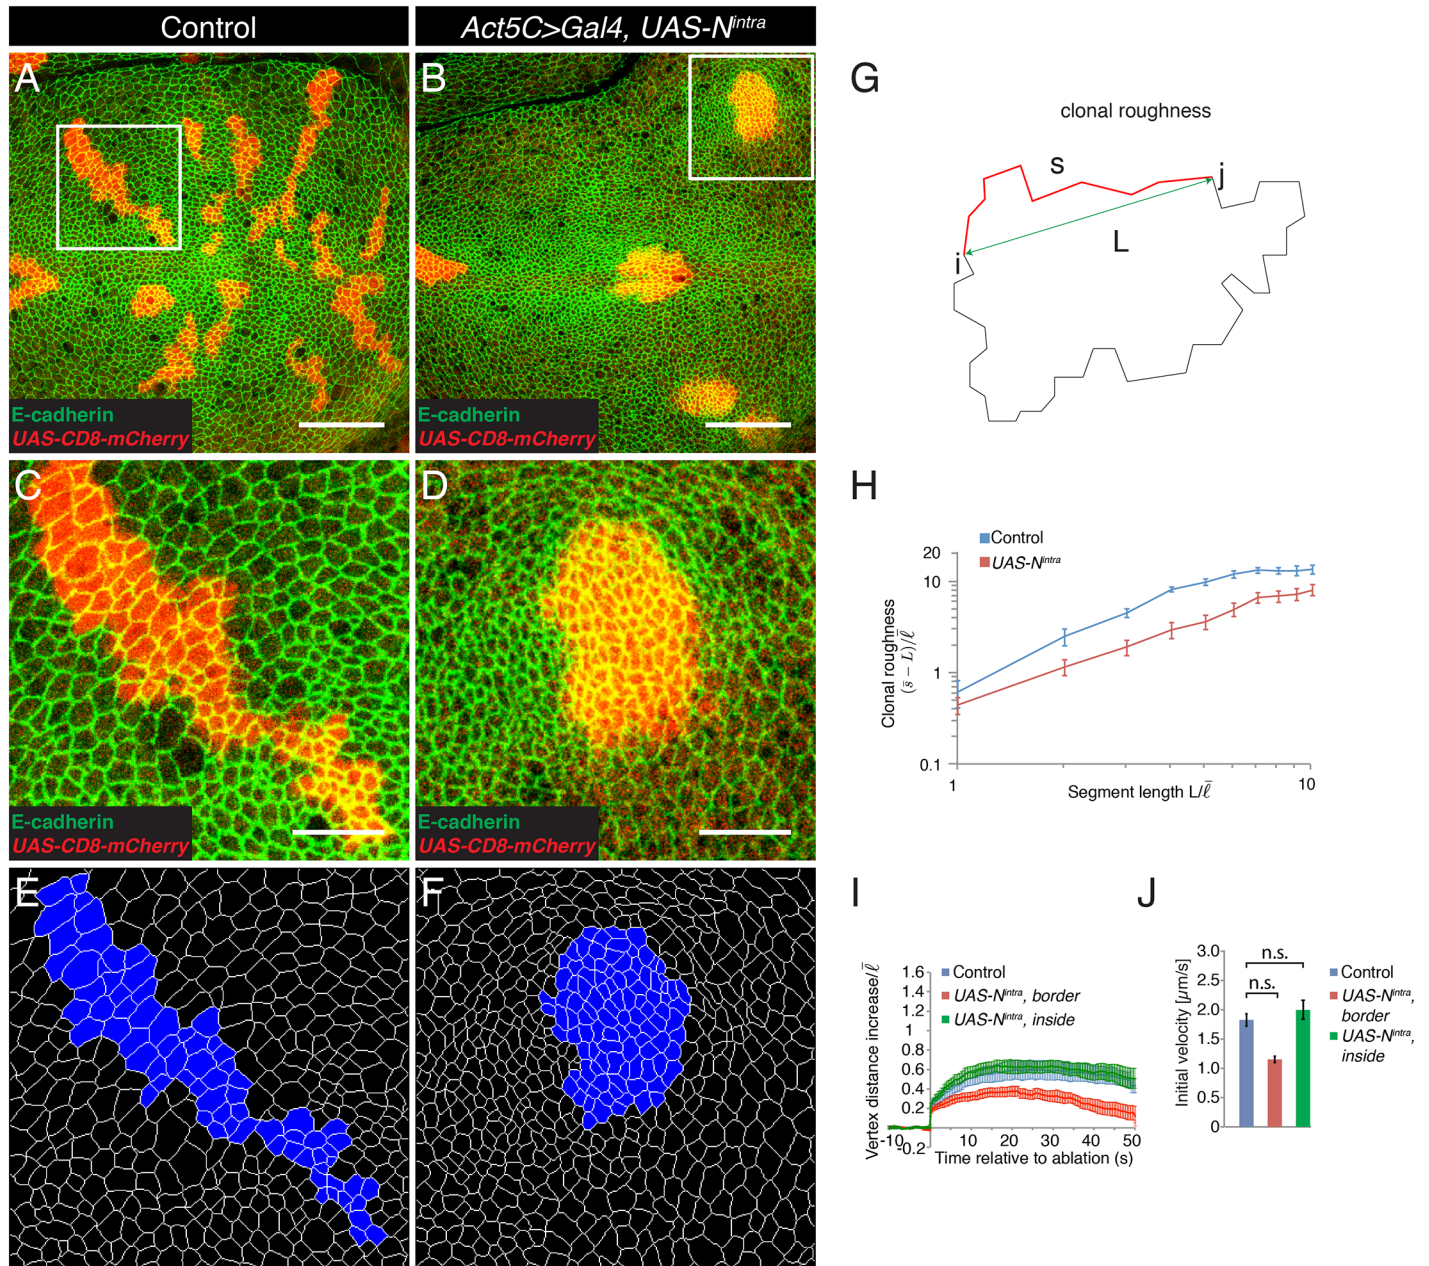 Control
Act5C>Gal4, UAS-Nintra
A
B
E-cadherin
UAS-CD8-mCherry
E-cadherin
UAS-CD8-mCherry
C
D
E-cadherin
UAS-CD8-mCherry
E-cadherin
UAS-CD8-mCherry
E
F
G
clonal roughness
s
j
L
i
H
Control
UAS-Nintra
20
10
1
0.1
1
10
Clonal roughness
(s̄ − L)/ℓ̄
Segment length L/ℓ̄
I
Control
UAS-Nintra, border
UAS-Nintra, inside
1.6
1.4
1.2
1
0.8
0.6
0.4
0.2
-0.2
-10
10
20
30
40
50
Vertex distance increase/ℓ̄
Time relative to ablation (s)
J
3.0
2.5
2.0
1.5
1.0
0.5
0
n.s.
n.s.
Initial velocity [µm/s]
Control
UAS-Nintra,
border
UAS-Nintra,
inside